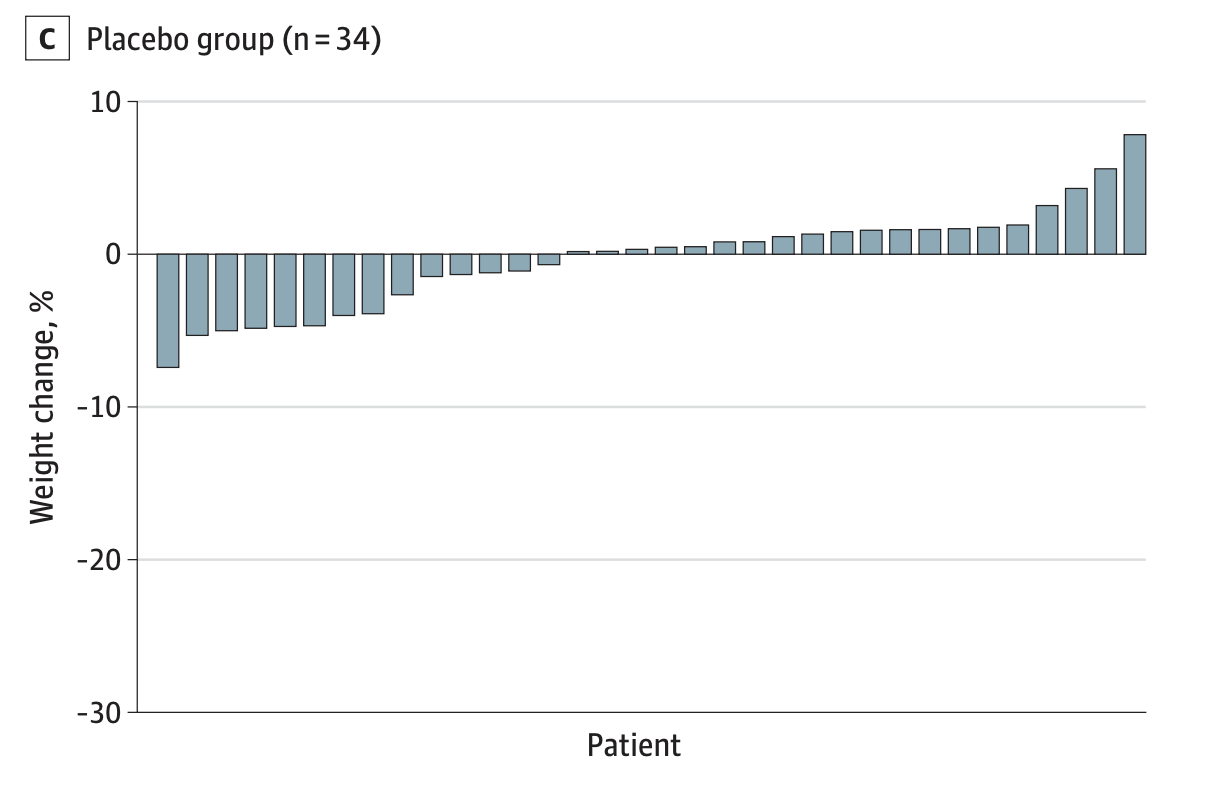 C Placebo group (n = 34)
10
0
-10
-20
-30
Weight change, %
Patient